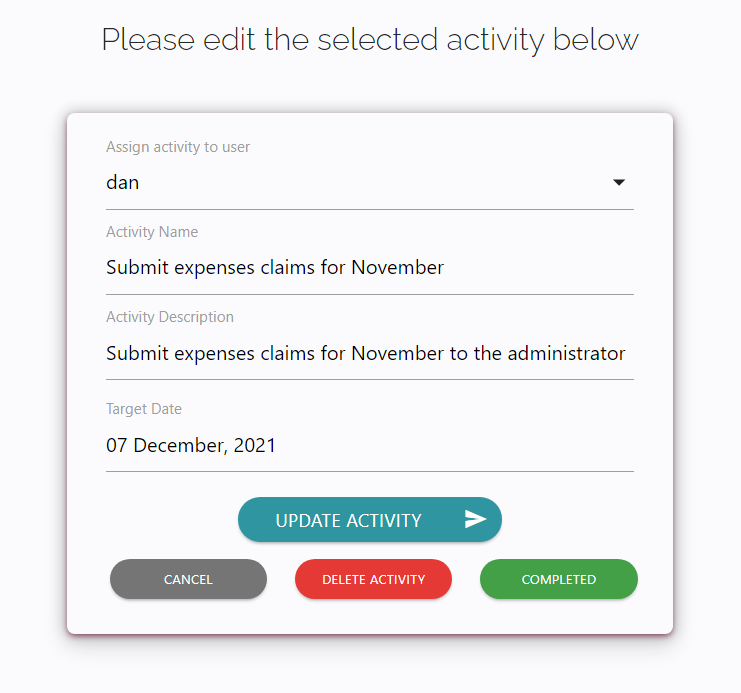 Please edit the selected activity below
Assign activity to user
dan
Activity Name
Submit expenses claims for November
Activity Description
Submit expenses claims for November to the administrator
Target Date
07 December, 2021
UPDATE ACTIVITY
CANCEL
DELETE ACTIVITY
COMPLETED